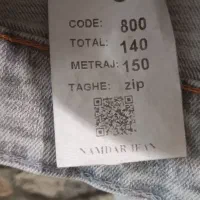 CODE: 800
TOTAL: 140
METRAJ: 150
TAGHE: zip
NAMDAR JEAN